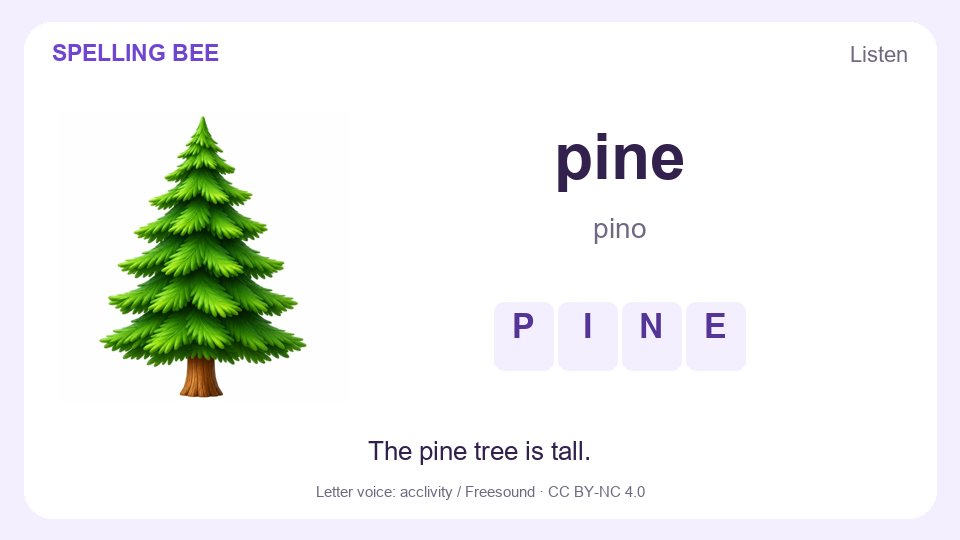 SPELLING BEE
Listen
pine
pino
P I N E
The pine tree is tall.
Letter voice: acclivity / Freesound · CC BY-NC 4.0